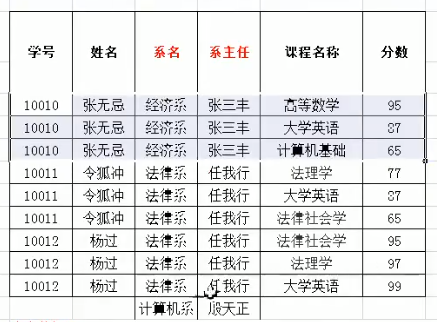 学号 姓名 系名 系主任 课程名称 分数
10010 张无忌 经济系 张三丰 高等数学 95
10010 张无忌 经济系 张三丰 大学英语 87
10010 张无忌 经济系 张三丰 计算机基础 65
10011 令狐冲 法律系 任我行 法理学 77
10011 令狐冲 法律系 任我行 大学英语 87
10011 令狐冲 法律系 任我行 法律社会学 65
10012 杨过 法律系 任我行 法律社会学 95
10012 杨过 法律系 任我行 法理学 97
10012 杨过 法律系 任我行 大学英语 99
计算机系 殷天正